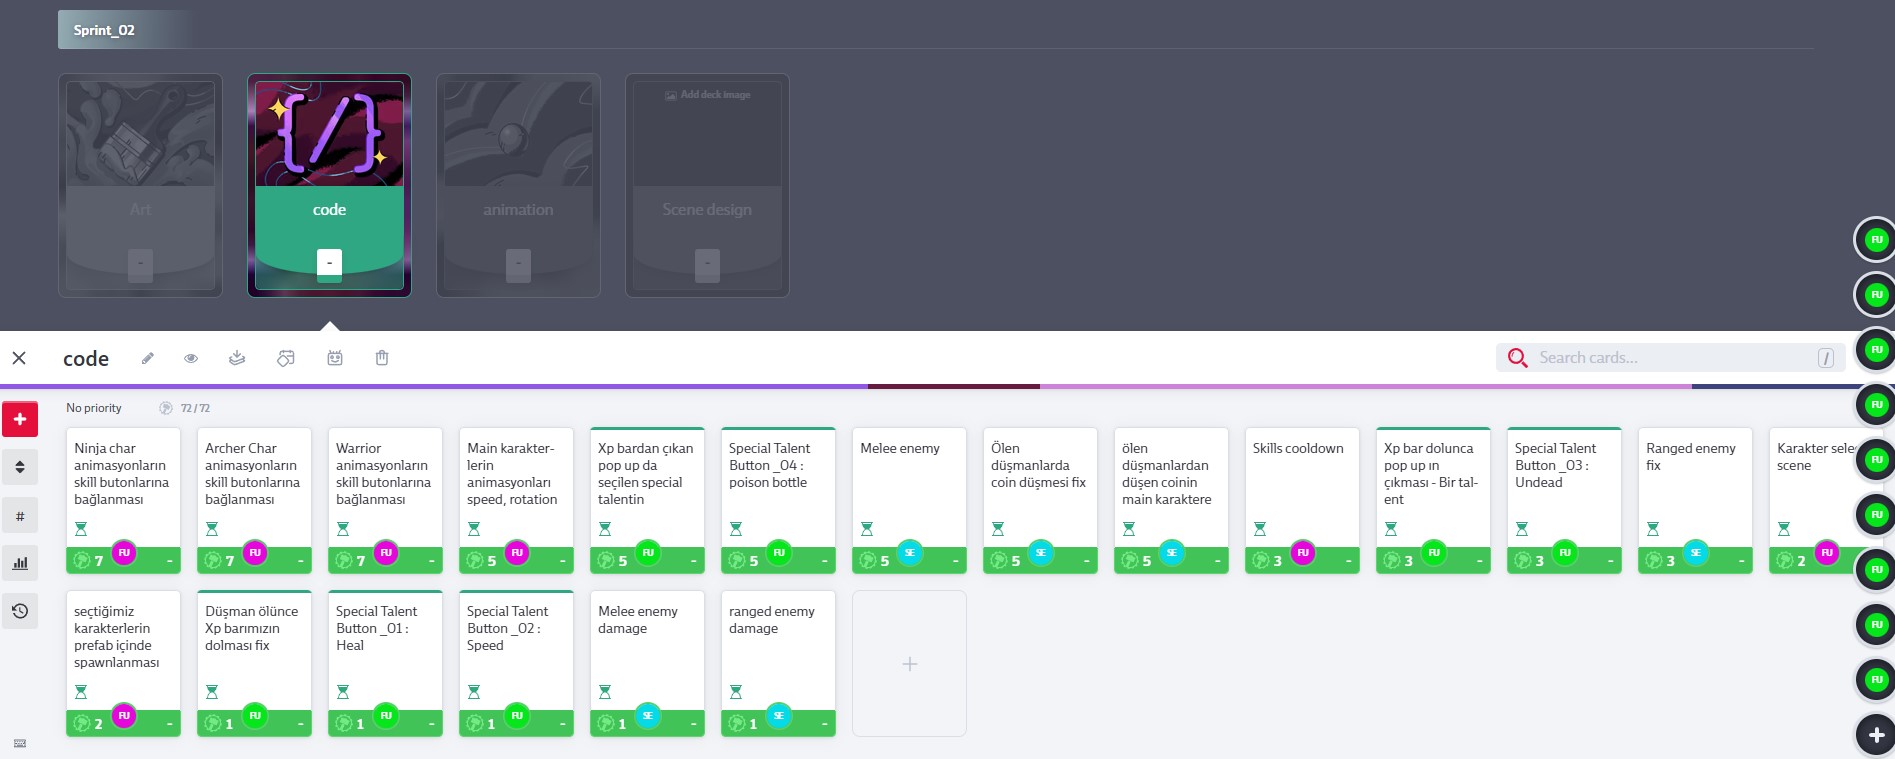 Sprint_02
Add deck image
Art
code
animation
Scene design
-
-
-
-
code
Search cards...
/
No priority
72 / 72
Ninja char
animasyonların
skill butonlarına
bağlanması
7
FU
-
Archer Char
animasyonların
skill butonlarına
bağlanması
7
FU
-
Warrior
animasyonların
skill butonlarına
bağlanması
7
FU
-
Main karakter-
lerin
animasyonları
speed, rotation
5
FU
-
Xp bardan çıkan
pop up da
seçilen special
talentin
5
FU
-
Special Talent
Button _04 :
poison bottle
5
FU
-
Melee enemy
5
SE
-
Ölen
düşmanlarda
coin düşmesi fix
5
SE
-
ölen
düşmanlardan
düşen coinin
main karaktere
5
SE
-
Skills cooldown
3
FU
-
Xp bar dolunca
pop up ın
çıkması - Bir tal-
ent
3
FU
-
Special Talent
Button _03 :
Undead
3
FU
-
Ranged enemy
fix
3
SE
-
Karakter sele
scene
2
FU
seçtiğimiz
karakterlerin
prefab içinde
spawnlanması
2
FU
-
Düşman ölünce
Xp barımızın
dolması fix
1
FU
-
Special Talent
Button _01 :
Heal
1
FU
-
Special Talent
Button _02 :
Speed
1
FU
-
Melee enemy
damage
1
SE
-
ranged enemy
damage
1
SE
-
#
FU
FU
FU
FU
FU
FU
FU
FU
FU